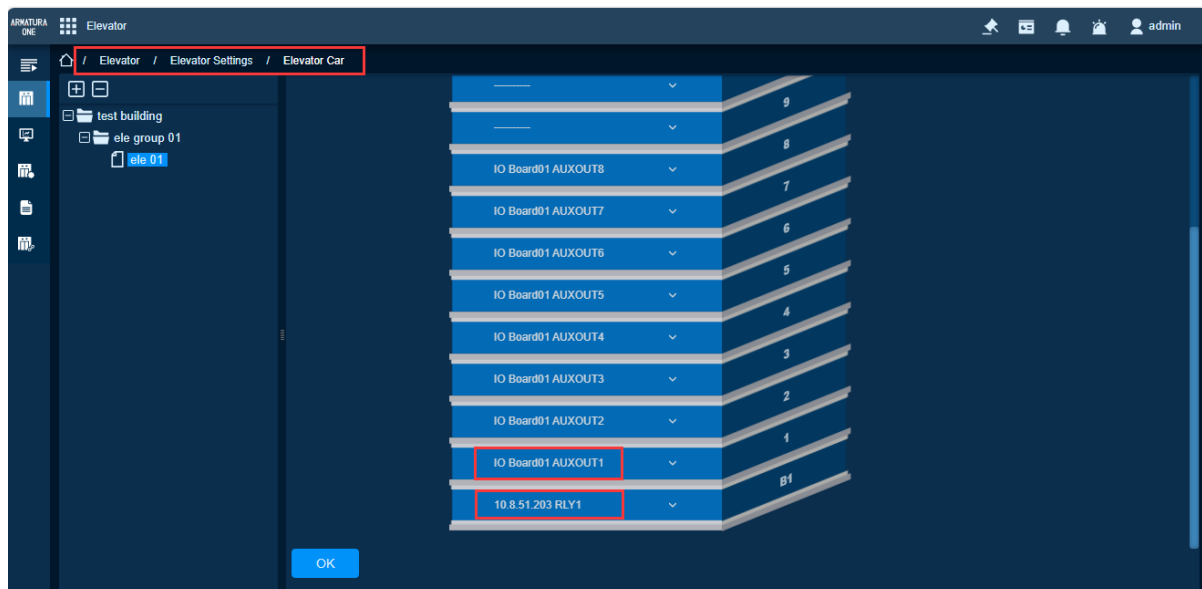 ARMATURA
ONE
Elevator
admin
/ Elevator / Elevator Settings / Elevator Car
test building
ele group 01
ele 01
9
8
IO Board01 AUXOUT8
7
IO Board01 AUXOUT7
6
IO Board01 AUXOUT6
5
IO Board01 AUXOUT5
4
IO Board01 AUXOUT4
3
IO Board01 AUXOUT3
2
IO Board01 AUXOUT2
1
IO Board01 AUXOUT1
B1
10.8.51.203 RLY1
OK